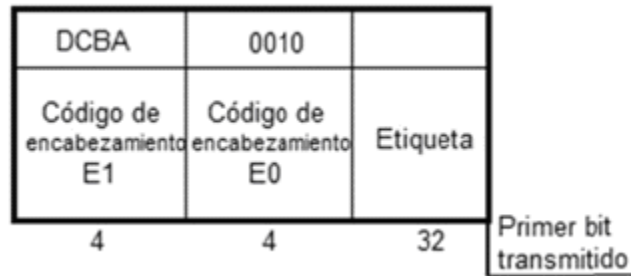 DCBA 0010
Código de encabezamiento E1
Código de encabezamiento E0
Etiqueta
4 4 32
Primer bit
transmitido